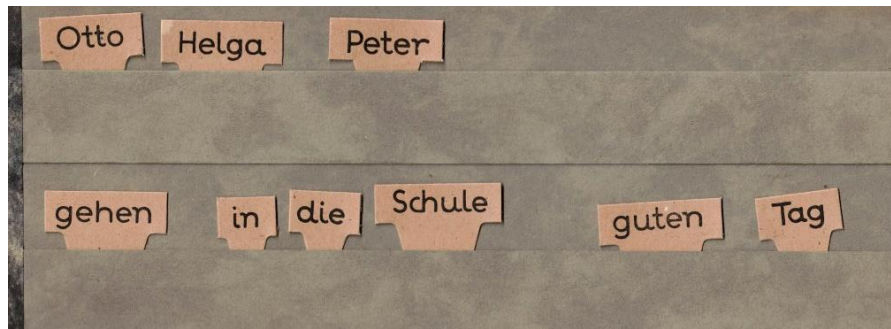 Otto Helga Peter
gehen in die Schule guten Tag